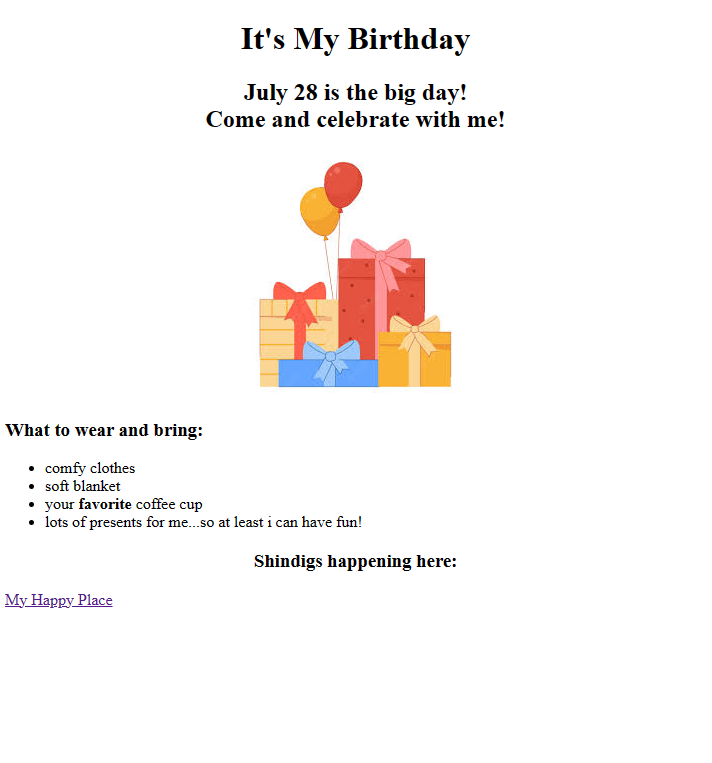 It's My Birthday
July 28 is the big day!
Come and celebrate with me!
What to wear and bring:
• comfy clothes
• soft blanket
• your favorite coffee cup
• lots of presents for me...so at least i can have fun!
Shindigs happening here:
My Happy Place